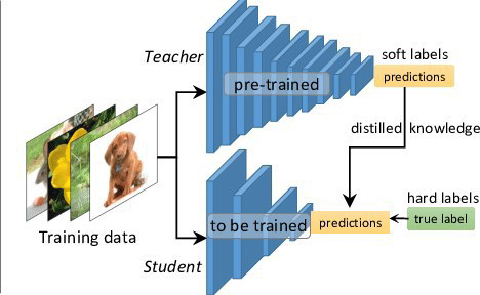 Teacher
soft labels
pre-trained
predictions
distilled knowledge
hard labels
to be trained
predictions
true label
Training data
Student